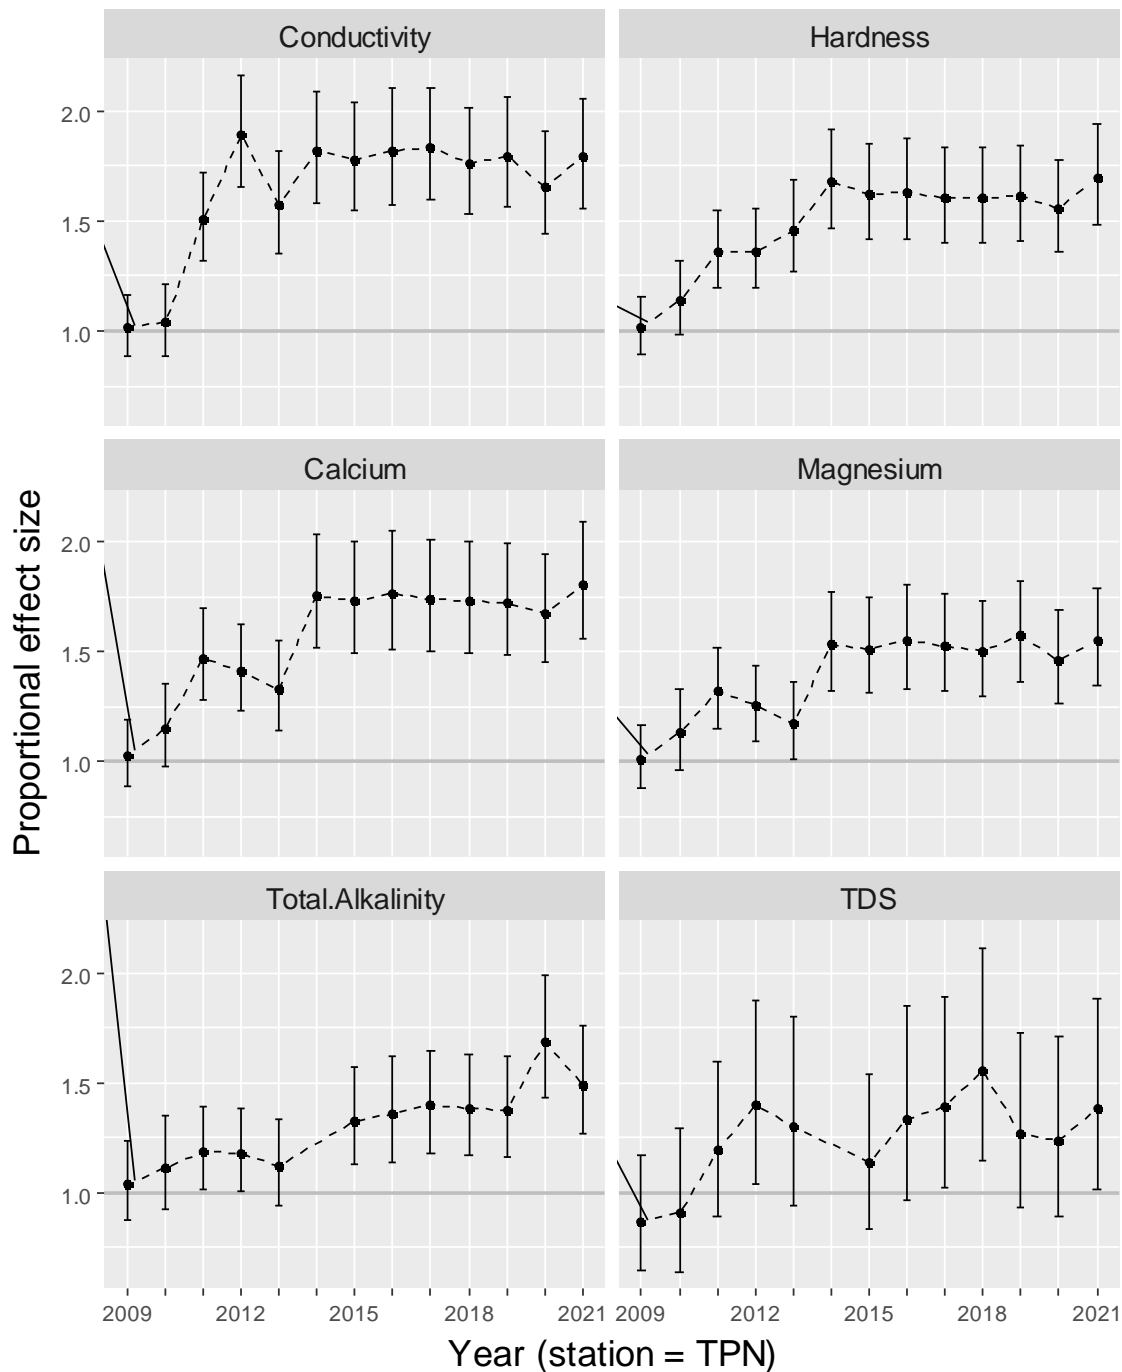 Conductivity Hardness
2.0
1.5
1.0
Calcium Magnesium
2.0
1.5
1.0
Proportional effect size
Total.Alkalinity TDS
2.0
1.5
1.0
2009 2012 2015 2018 2021 2009 2012 2015 2018 2021
Year (station = TPN)